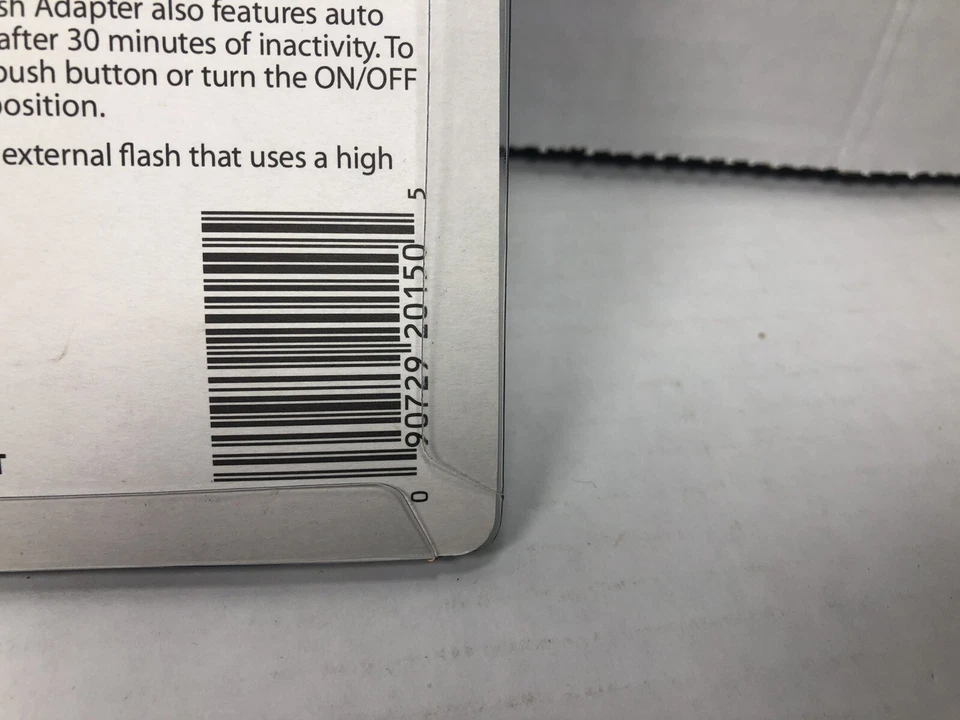 sh Adapter also features auto
after 30 minutes of inactivity. To
push button or turn the ON/OFF
position.
external flash that uses a high
0 90729 20150 5
T